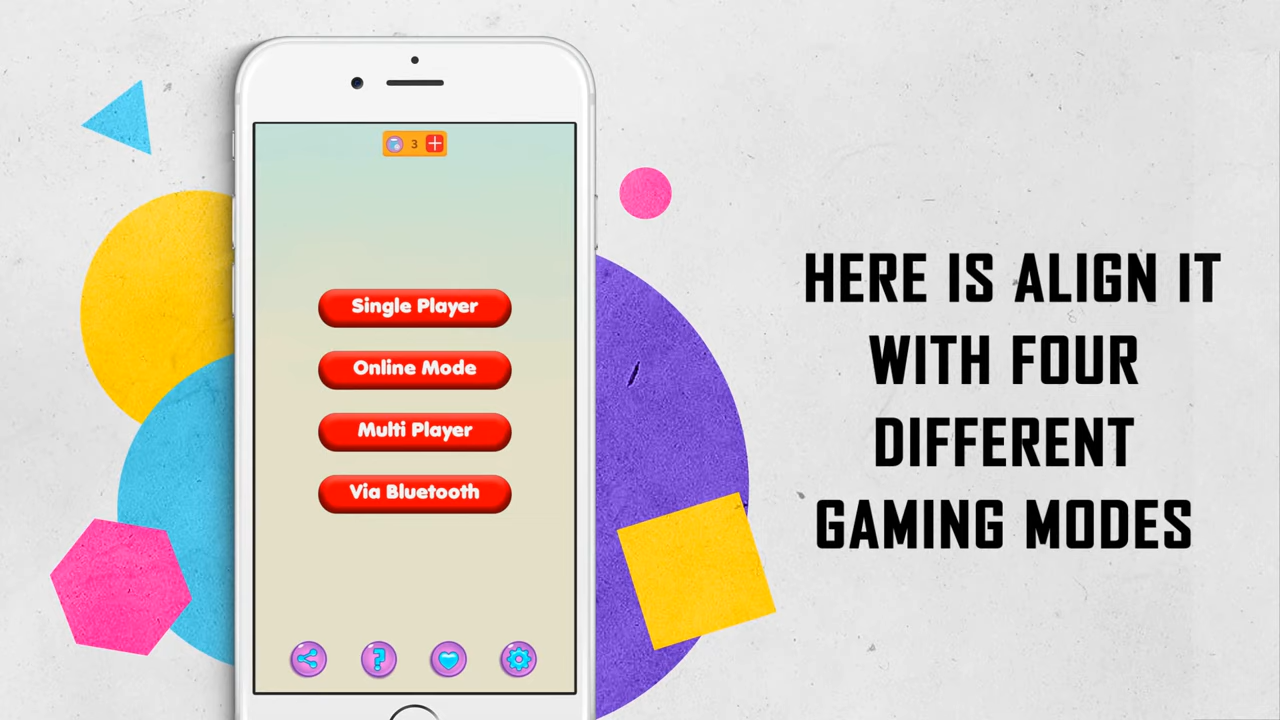 3
Single Player
Online Mode
Multi Player
Via Bluetooth
?
HERE IS ALIGN IT
WITH FOUR
DIFFERENT
GAMING MODES